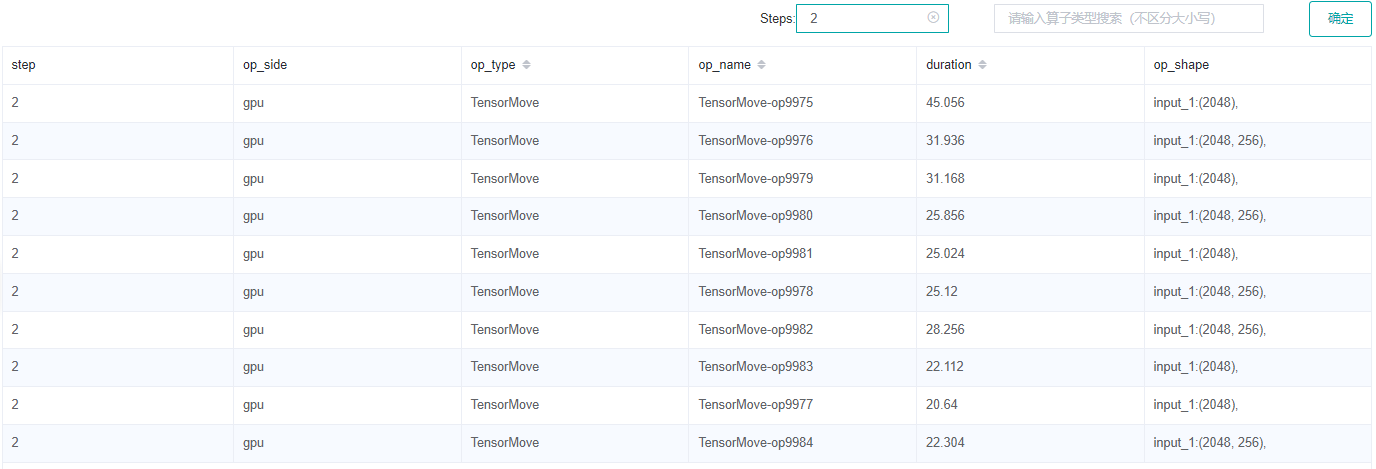 Steps: 2 请输入算子类型搜索（不区分大小写） 确定
step op_side op_type op_name duration op_shape
2 gpu TensorMove TensorMove-op9975 45.056 input_1:(2048),
2 gpu TensorMove TensorMove-op9976 31.936 input_1:(2048, 256),
2 gpu TensorMove TensorMove-op9979 31.168 input_1:(2048),
2 gpu TensorMove TensorMove-op9980 25.856 input_1:(2048, 256),
2 gpu TensorMove TensorMove-op9981 25.024 input_1:(2048),
2 gpu TensorMove TensorMove-op9978 25.12 input_1:(2048, 256),
2 gpu TensorMove TensorMove-op9982 28.256 input_1:(2048, 256),
2 gpu TensorMove TensorMove-op9983 22.112 input_1:(2048),
2 gpu TensorMove TensorMove-op9977 20.64 input_1:(2048),
2 gpu TensorMove TensorMove-op9984 22.304 input_1:(2048, 256),